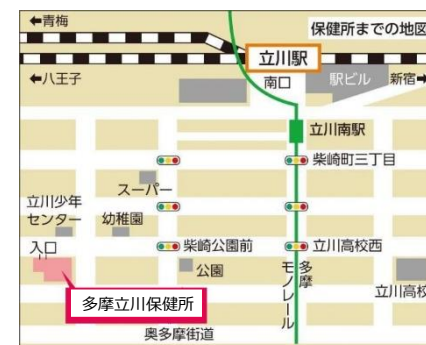 ←青梅
保健所までの地図
立川駅
←八王子
南口
駅ビル
新宿→
立川南駅
柴崎町三丁目
スーパー
立川少年
センター
幼稚園
入口
柴崎公園前
立川高校西
公園
多摩
モノレール
立川高校
多摩立川保健所
奥多摩街道